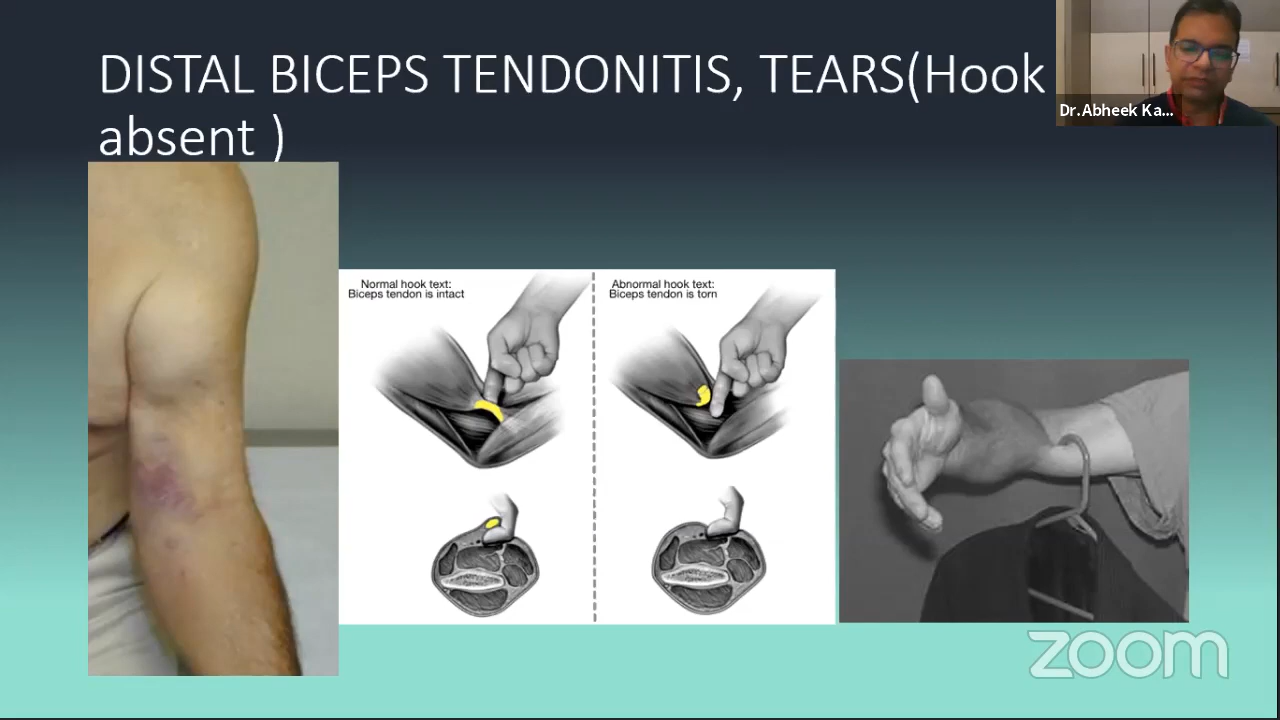 DISTAL BICEPS TENDONITIS, TEARS(Hook
absent )
Dr.Abheek Ka...
Normal hook text:
Biceps tendon is intact
Abnormal hook text:
Biceps tendon is torn
zoom